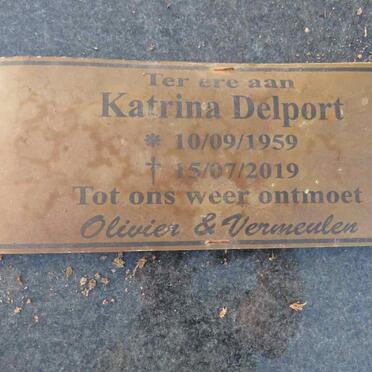 Ter ere aan
Katrina Delport
* 10/09/1959
† 15/07/2019
Tot ons weer ontmoet
Olivier & Vermeulen